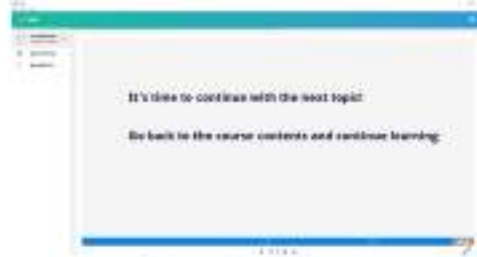 It's time to continue with the next topic!
Go back to the course contents and continue learning